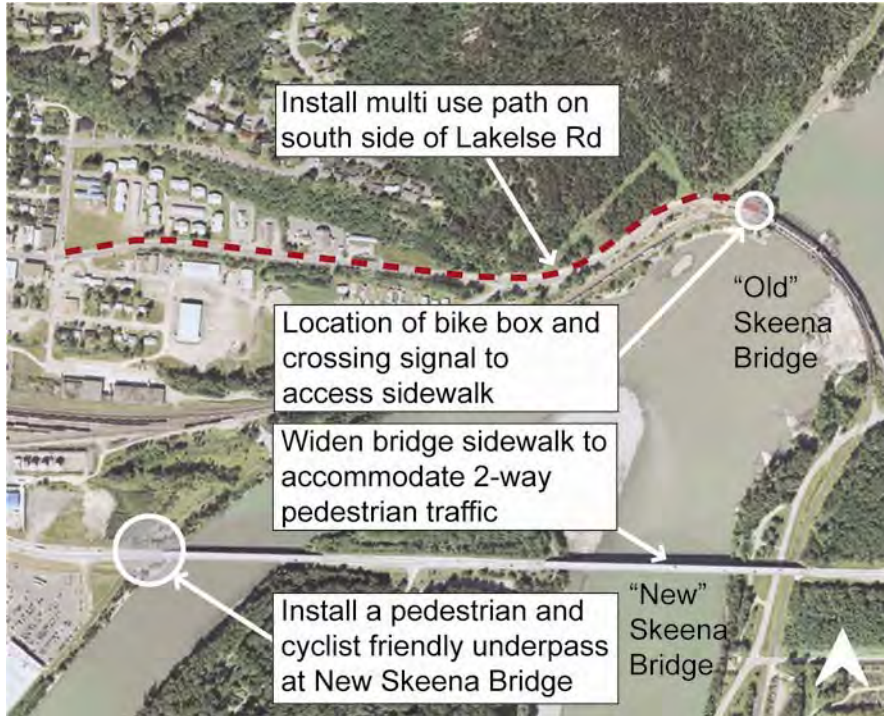 Install multi use path on
south side of Lakelse Rd
"Old"
Skeena
Bridge
Location of bike box and
crossing signal to
access sidewalk
Widen bridge sidewalk to
accommodate 2-way
pedestrian traffic
"New"
Skeena
Bridge
Install a pedestrian and
cyclist friendly underpass
at New Skeena Bridge